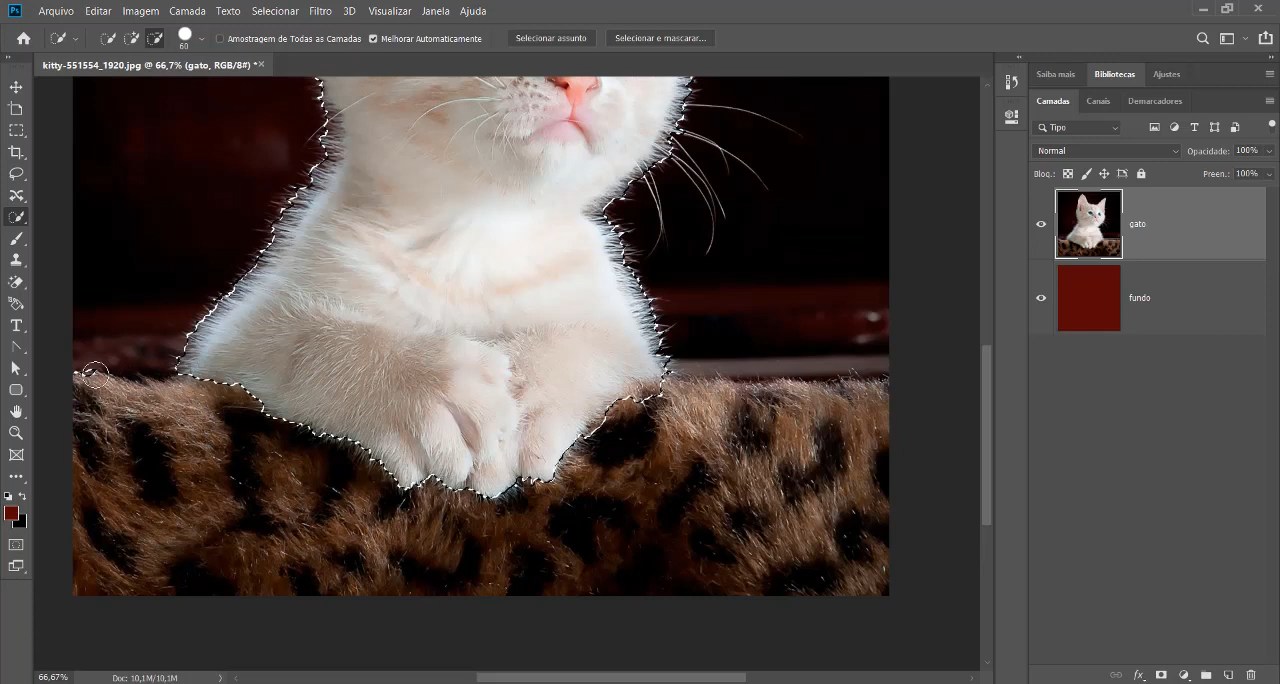 Ps Arquivo Editar Imagem Camada Texto Selecionar Filtro 3D Visualizar Janela Ajuda
60 Amostragem de Todas as Camadas Melhorar Automaticamente Selecionar assunto Selecionar e mascarar...
kitty-551554_1920.jpg @ 66,7% (gato, RGB/8#) *
Saiba mais Bibliotecas Ajustes
Camadas Canais Demarcadores
Tipo
Normal Opacidade: 100%
Bloq.: Preen.: 100%
gato
fundo
66,67% Doc: 10,1M/10,1M